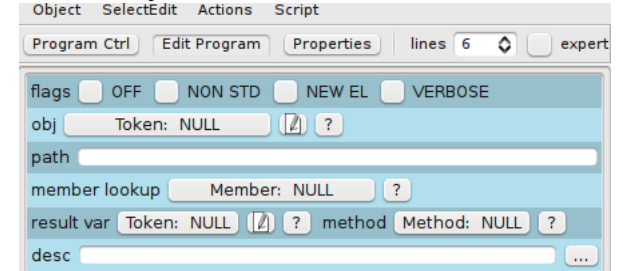 Object SelectEdit Actions Script
Program Ctrl Edit Program Properties lines 6 expert
flags OFF NON STD NEW EL VERBOSE
obj Token: NULL ?
path
member lookup Member: NULL ?
result var Token: NULL ? method Method: NULL ?
desc ...